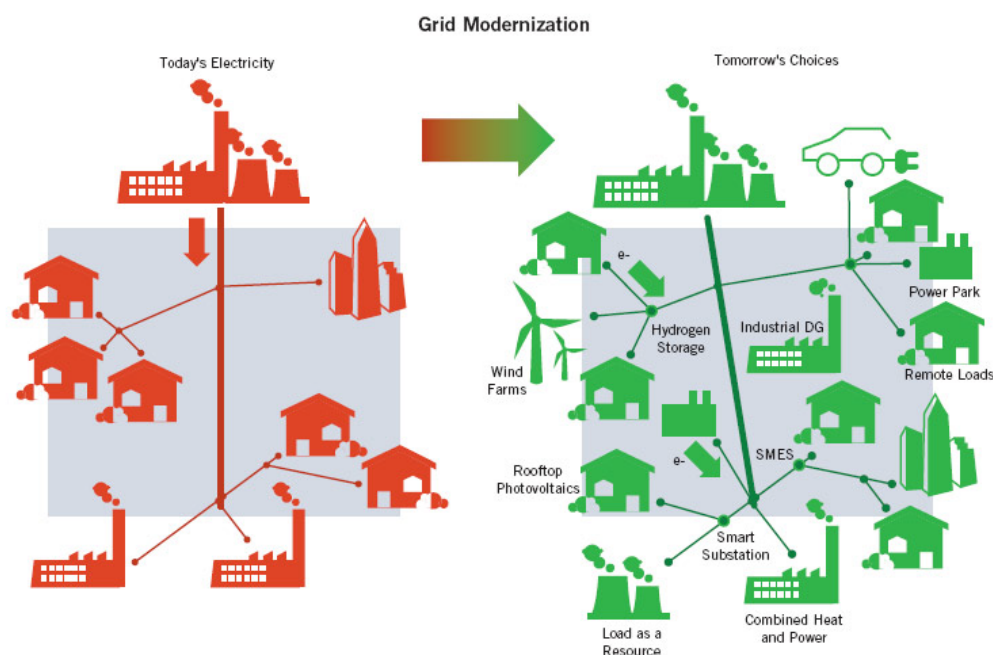 Grid Modernization
Today's Electricity
Tomorrow's Choices
e-
Power Park
Hydrogen
Storage
Industrial DG
Wind
Farms
Remote Loads
SMES
e-
Rooftop
Photovoltaics
Smart
Substation
Load as a
Resource
Combined Heat
and Power